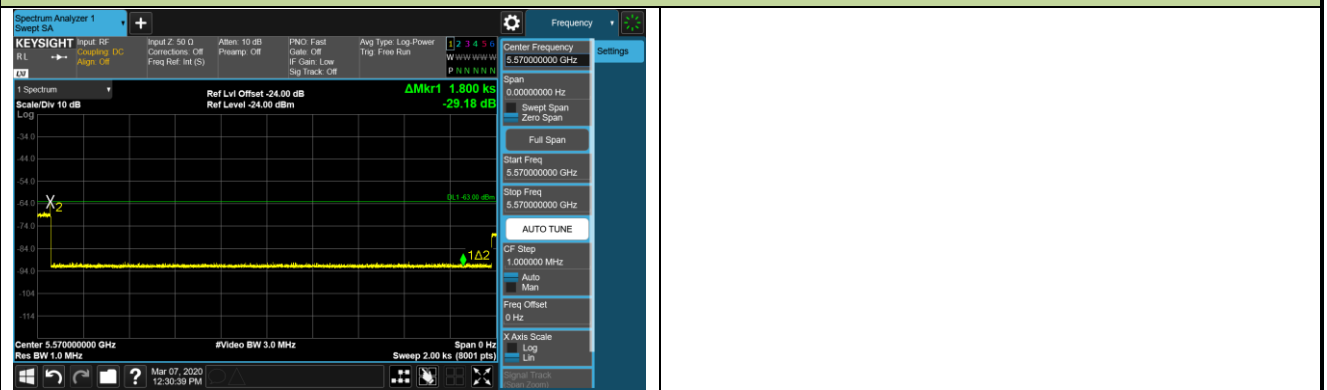 Spectrum Analyzer 1
Swept SA
Frequency
KEYSIGHT
RL
LXI
Input: RF
Coupling: DC
Align: Off
Input Z: 50 Ω
Corrections: Off
Freq Ref: Int (S)
Atten: 10 dB
Preamp: Off
PNO: Fast
Gate: Off
IF Gain: Low
Sig Track: Off
Avg Type: Log-Power
Trig: Free Run
1 2 3 4 5 6
W W W W W W
P N N N N N
1 Spectrum
Scale/Div 10 dB
Log
Ref Lvl Offset -24.00 dB
Ref Level -24.00 dBm
ΔMkr1 1.800 ks
-29.18 dB
-34.0
-44.0
-54.0
-64.0
-74.0
-84.0
-94.0
-104
-114
DL1 -63.00 dBm
X2
1Δ2
Center 5.570000000 GHz
Res BW 1.0 MHz
#Video BW 3.0 MHz
Span 0 Hz
Sweep 2.00 ks (8001 pts)
Center Frequency
5.570000000 GHz
Settings
Span
0.00000000 Hz
Swept Span
Zero Span
Full Span
Start Freq
5.570000000 GHz
Stop Freq
5.570000000 GHz
AUTO TUNE
CF Step
1.000000 MHz
Auto
Man
Freq Offset
0 Hz
X Axis Scale
Log
Lin
Signal Track
(Span Zoom)
?
Mar 07, 2020
12:30:39 PM